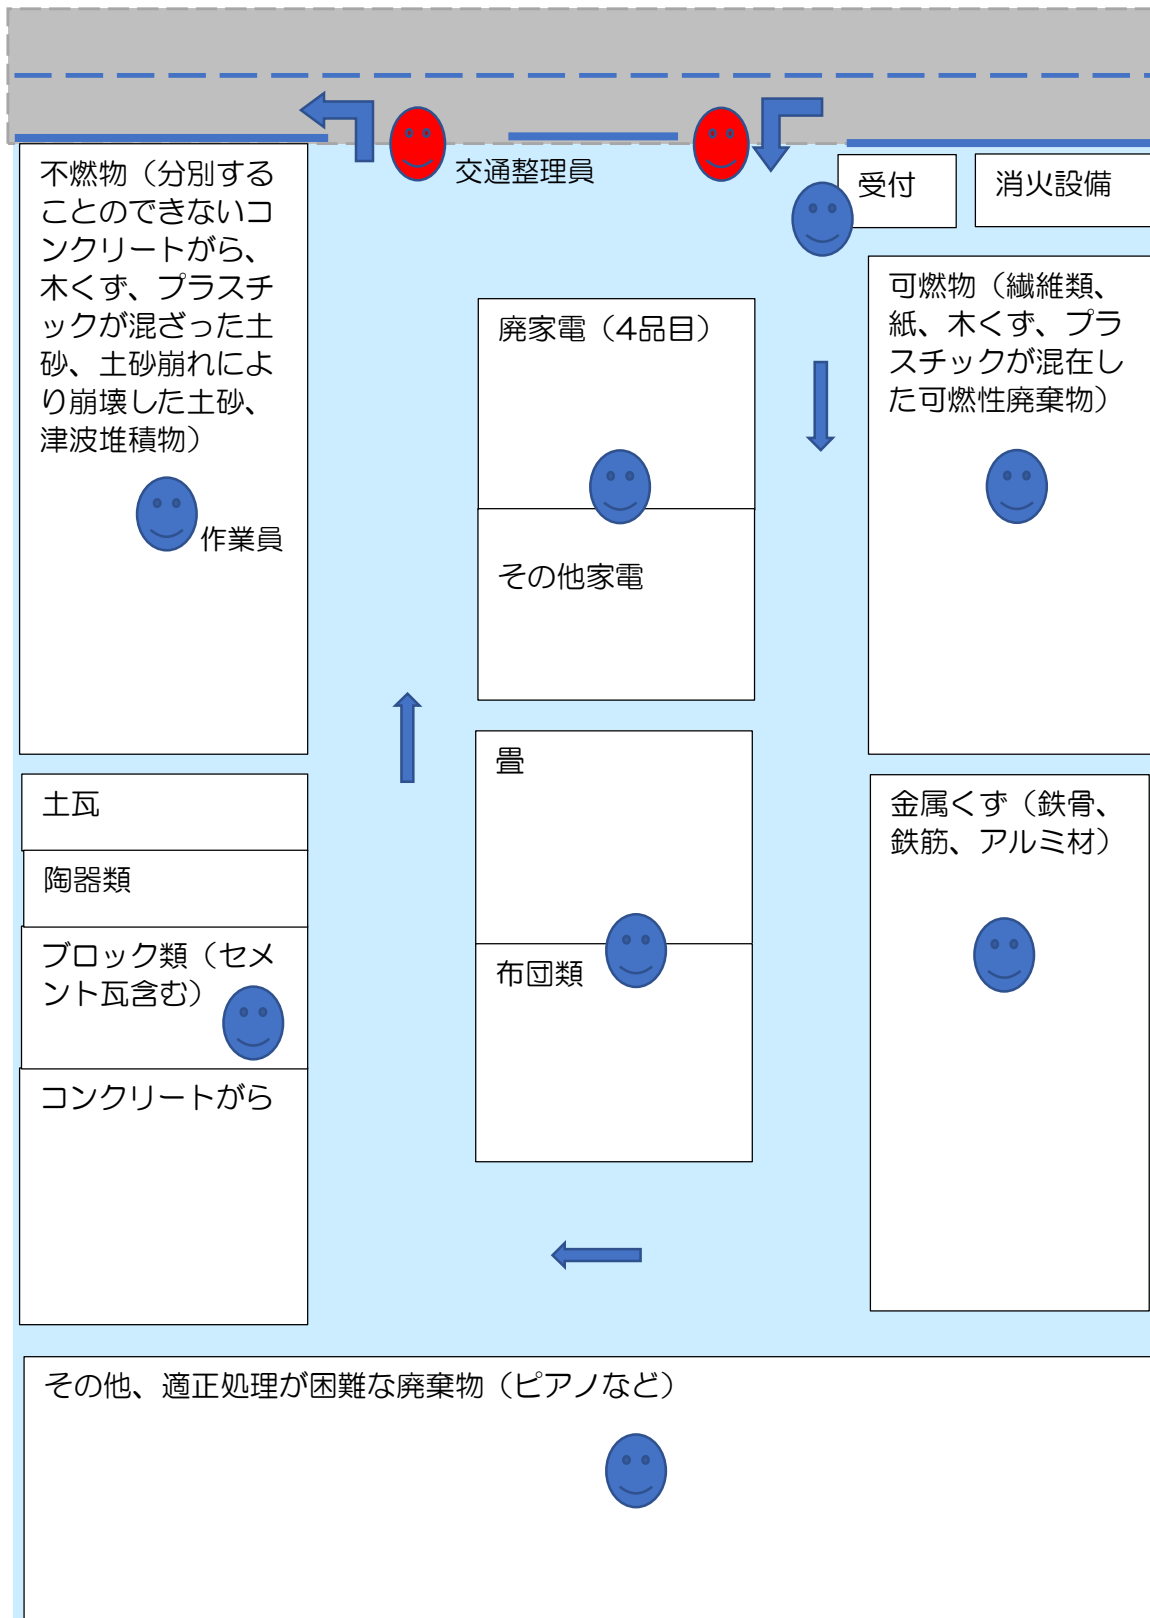 交通整理員
受付
消火設備
不燃物（分別する
ことのできないコ
ンクリートがら、
木くず、プラスチ
ックが混ざった土
砂、土砂崩れによ
り崩壊した土砂、
津波堆積物）
作業員
廃家電（4品目）
その他家電
可燃物（繊維類、
紙、木くず、プラ
スチックが混在し
た可燃性廃棄物）
土瓦
陶器類
ブロック類（セメ
ント瓦含む）
コンクリートがら
畳
布団類
金属くず（鉄骨、
鉄筋、アルミ材）
その他、適正処理が困難な廃棄物（ピアノなど）